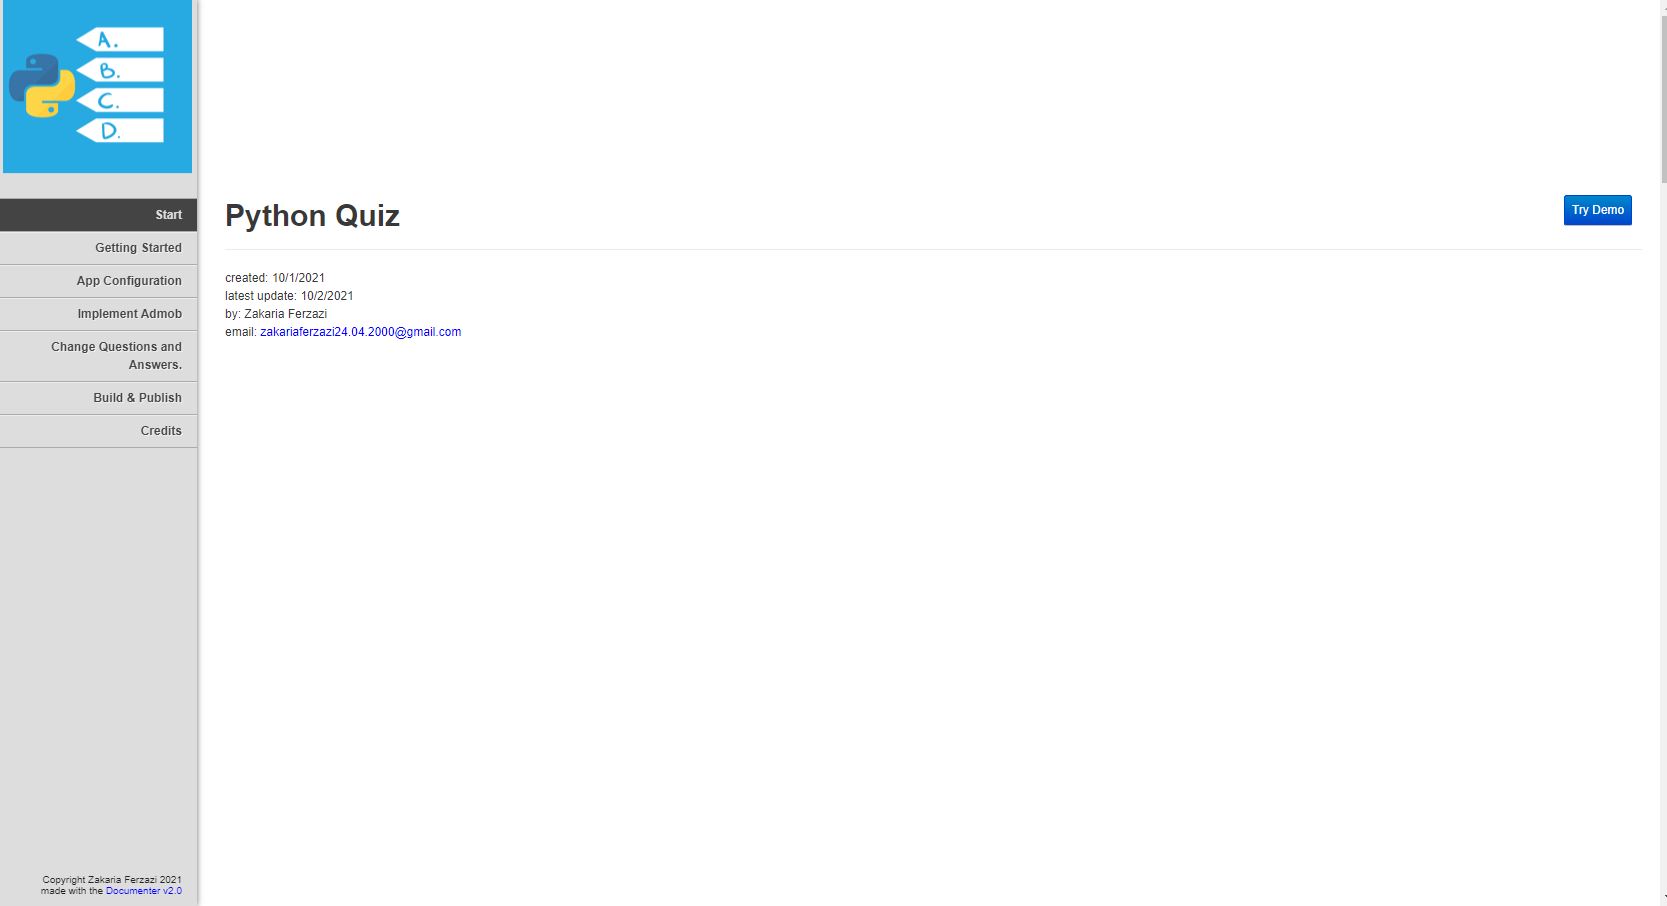 A.
B.
C.
D.
Start
Getting Started
App Configuration
Implement Admob
Change Questions and
Answers.
Build & Publish
Credits
Copyright Zakaria Ferzazi 2021
made with the Documenter v2.0
Python Quiz
Try Demo
created: 10/1/2021
latest update: 10/2/2021
by: Zakaria Ferzazi
email: zakariaferzazi24.04.2000@gmail.com